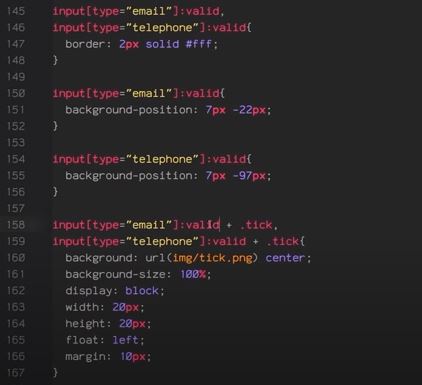 145 input[type="email"]:valid,
146 input[type="telephone"]:valid{
147 border: 2px solid #fff;
148 }
149
150 input[type="email"]:valid{
151 background-position: 7px -22px;
152 }
153
154 input[type="telephone"]:valid{
155 background-position: 7px -97px;
156 }
157
158 input[type="email"]:valid + .tick,
159 input[type="telephone"]:valid + .tick{
160 background: url(img/tick.png) center;
161 background-size: 100%;
162 display: block;
163 width: 20px;
164 height: 20px;
165 float: left;
166 margin: 10px;
167 }